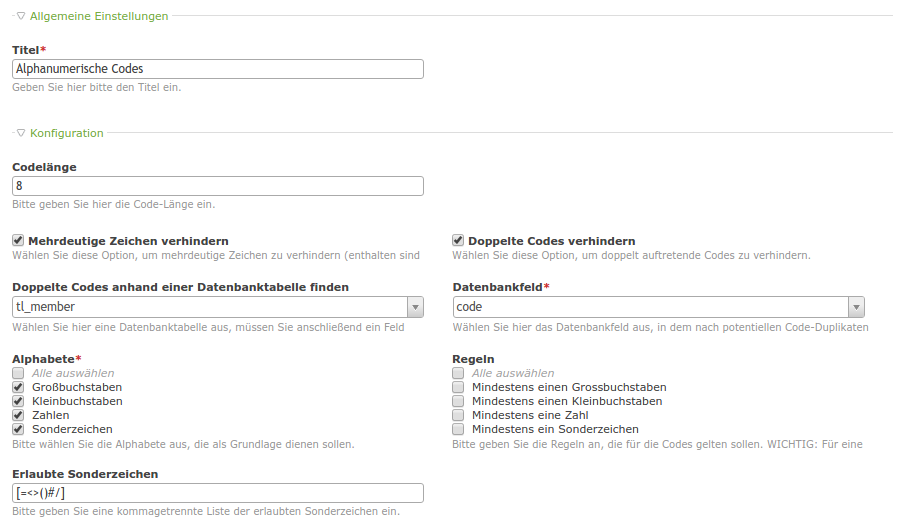 Allgemeine Einstellungen
Titel*
Alphanumerische Codes
Geben Sie hier bitte den Titel ein.
Konfiguration
Codelänge
8
Bitte geben Sie hier die Code-Länge ein.
Mehrdeutige Zeichen verhindern
Wählen Sie diese Option, um mehrdeutige Zeichen zu verhindern (enthalten sind
Doppelte Codes verhindern
Wählen Sie diese Option, um doppelt auftretende Codes zu verhindern.
Doppelte Codes anhand einer Datenbanktabelle finden
tl_member
Wählen Sie hier eine Datenbanktabelle aus, müssen Sie anschließend ein Feld
Datenbankfeld*
code
Wählen Sie hier das Datenbankfeld aus, in dem nach potentiellen Code-Duplikaten
Alphabete*
Alle auswählen
Großbuchstaben
Kleinbuchstaben
Zahlen
Sonderzeichen
Bitte wählen Sie die Alphabete aus, die als Grundlage dienen sollen.
Regeln
Alle auswählen
Mindestens einen Grossbuchstaben
Mindestens einen Kleinbuchstaben
Mindestens eine Zahl
Mindestens ein Sonderzeichen
Bitte geben Sie die Regeln an, die für die Codes gelten sollen. WICHTIG: Für eine
Erlaubte Sonderzeichen
[=<>()#/]
Bitte geben Sie eine kommagetrennte Liste der erlaubten Sonderzeichen ein.